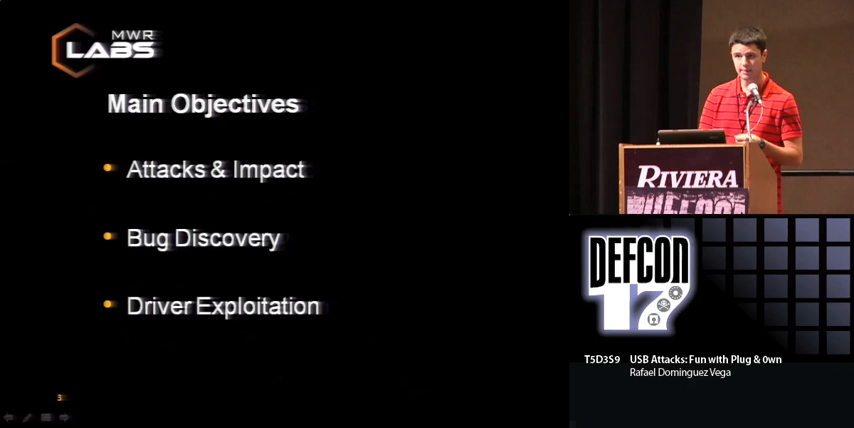 MWR
LABS
Main Objectives
Attacks & Impact
Bug Discovery
Driver Exploitation
3
RIVIERA
DEFCON
17
T5D3S9 USB Attacks: Fun with Plug & 0wn
Rafael Dominguez Vega